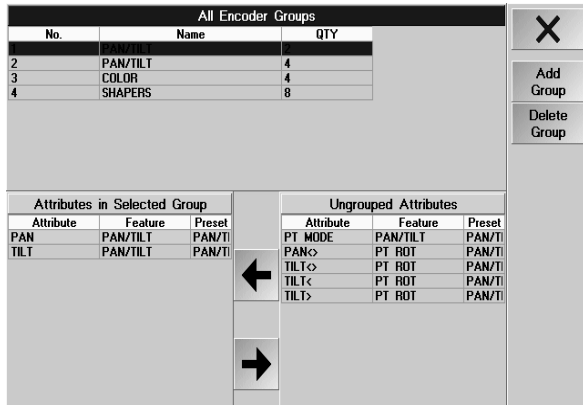 All Encoder Groups
No. Name QTY
1 PAN/TILT 2
2 PAN/TILT 4
3 COLOR 4
4 SHAPERS 8
Add
Group
Delete
Group
Attributes in Selected Group
Attribute Feature Preset
PAN PAN/TILT PAN/TI
TILT PAN/TILT PAN/TI
Ungrouped Attributes
Attribute Feature Preset
PT MODE PAN/TILT PAN/TI
PAN<> PT ROT PAN/TI
TILT<> PT ROT PAN/TI
TILT< PT ROT PAN/TI
TILT> PT ROT PAN/TI